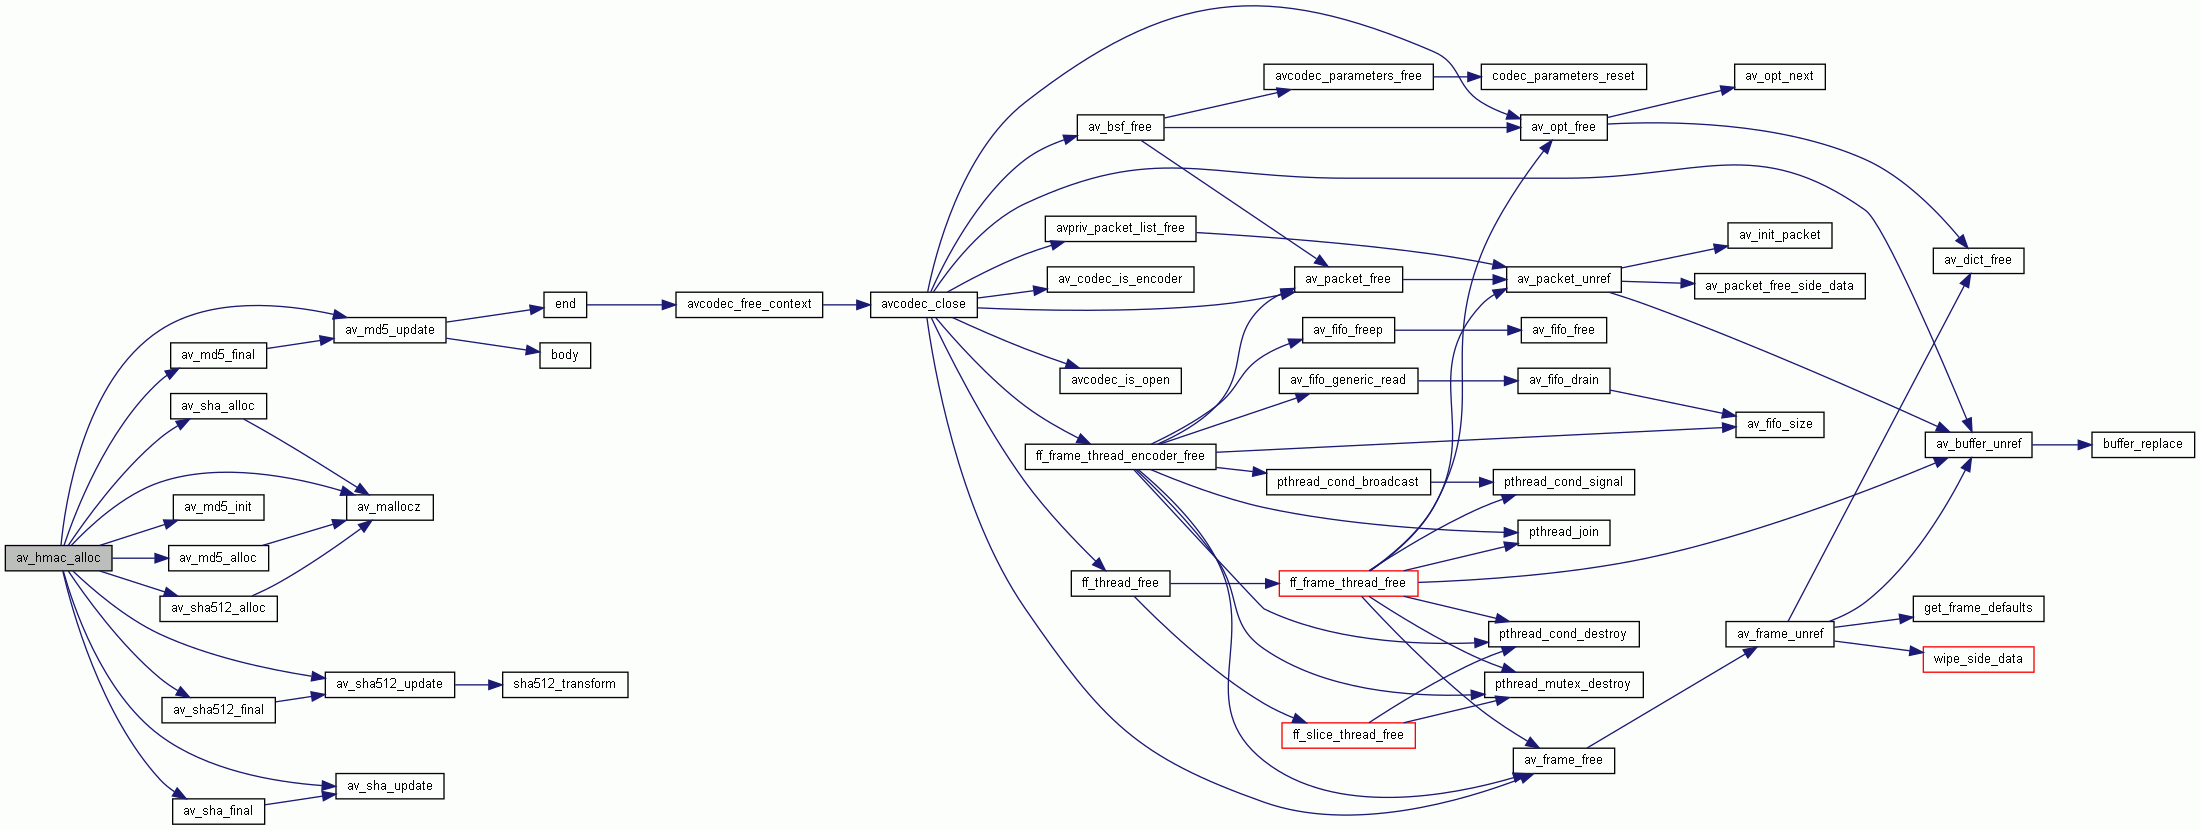 av_hmac_alloc
av_md5_final
av_sha_alloc
av_md5_init
av_md5_alloc
av_sha512_alloc
av_sha512_final
av_sha_final
av_md5_update
av_mallocz
av_sha512_update
av_sha_update
end
body
sha512_transform
avcodec_free_context
avcodec_close
av_bsf_free
avpriv_packet_list_free
av_codec_is_encoder
avcodec_is_open
ff_frame_thread_encoder_free
ff_thread_free
avcodec_parameters_free
av_packet_free
av_fifo_freep
av_fifo_generic_read
pthread_cond_broadcast
ff_frame_thread_free
ff_slice_thread_free
codec_parameters_reset
av_opt_free
av_packet_unref
av_fifo_free
av_fifo_drain
pthread_cond_signal
pthread_join
pthread_cond_destroy
pthread_mutex_destroy
av_frame_free
av_opt_next
av_init_packet
av_packet_free_side_data
av_fifo_size
av_frame_unref
av_dict_free
av_buffer_unref
get_frame_defaults
wipe_side_data
buffer_replace